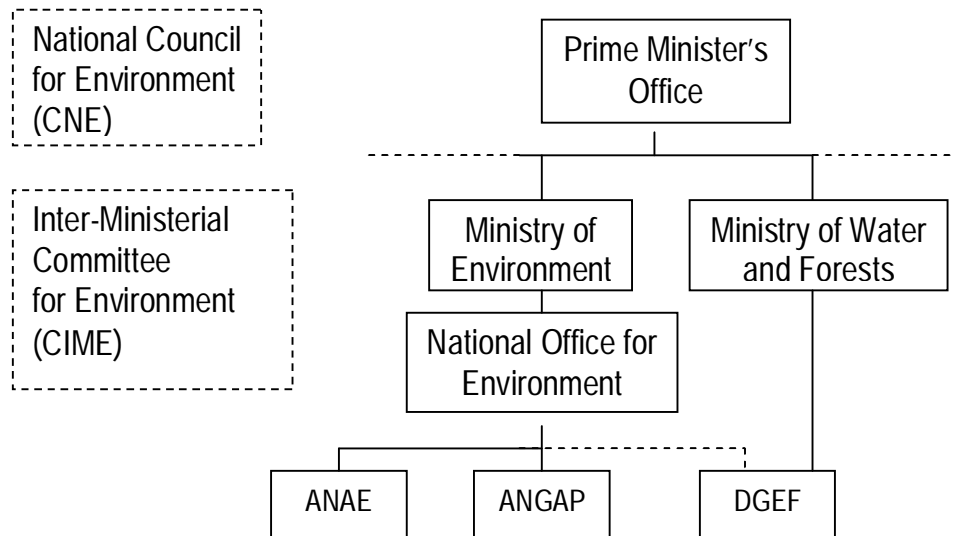 National Council
for Environment
(CNE)
Prime Minister's
Office
Inter-Ministerial
Committee
for Environment
(CIME)
Ministry of
Environment
Ministry of Water
and Forests
National Office for
Environment
ANAE
ANGAP
DGEF